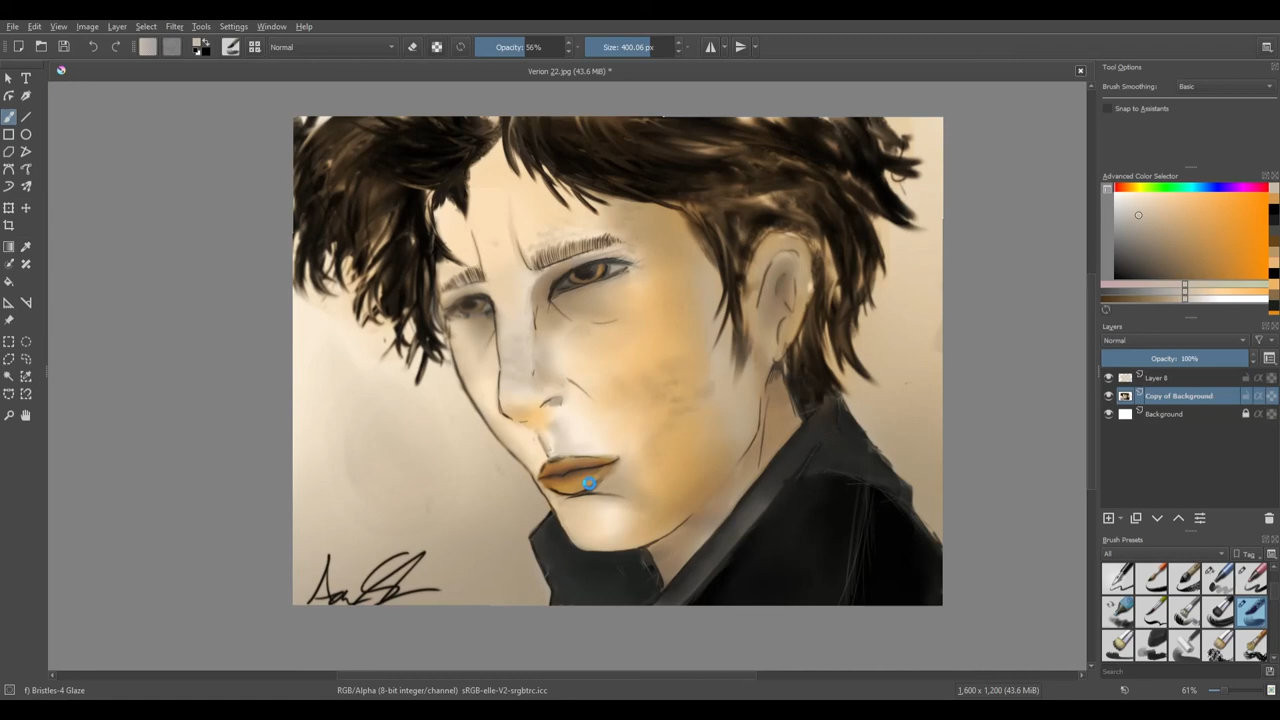 File Edit View Image Layer Select Filter Tools Settings Window Help
Normal Opacity: 56% Size: 400.06 px
Verion 22.jpg (43.6 MiB) *
Tool Options
Brush Smoothing: Basic
Snap to Assistants
Advanced Color Selector
Layers
Normal
Opacity: 100%
Layer 8
Copy of Background
Background
Brush Presets
All Tag
Search
f) Bristles-4 Glaze RGB/Alpha (8-bit integer/channel) sRGB-elle-V2-srgbtrc.icc 1,600 x 1,200 (43.6 MiB) 61%